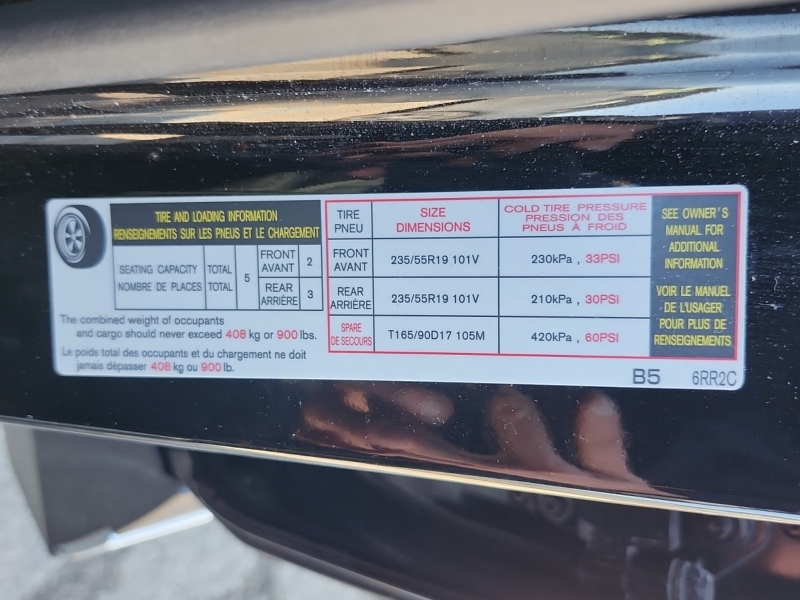 TIRE AND LOADING INFORMATION
RENSEIGNEMENTS SUR LES PNEUS ET LE CHARGEMENT
SEATING CAPACITY
NOMBRE DE PLACES
TOTAL
TOTAL
5
FRONT
AVANT
2
REAR
ARRIÈRE
3
The combined weight of occupants
and cargo should never exceed 408 kg or 900 lbs.
Le poids total des occupants et du chargement ne doit
jamais dépasser 408 kg ou 900 lb.
TIRE
PNEU
SIZE
DIMENSIONS
COLD TIRE PRESSURE
PRESSION DES
PNEUS À FROID
FRONT
AVANT
235/55R19 101V
230kPa , 33PSI
REAR
ARRIÈRE
235/55R19 101V
210kPa , 30PSI
SPARE
DE SECOURS
T165/90D17 105M
420kPa , 60PSI
SEE OWNER'S
MANUAL FOR
ADDITIONAL
INFORMATION
VOIR LE MANUEL
DE L'USAGER
POUR PLUS DE
RENSEIGNEMENTS
B5 6RR2C